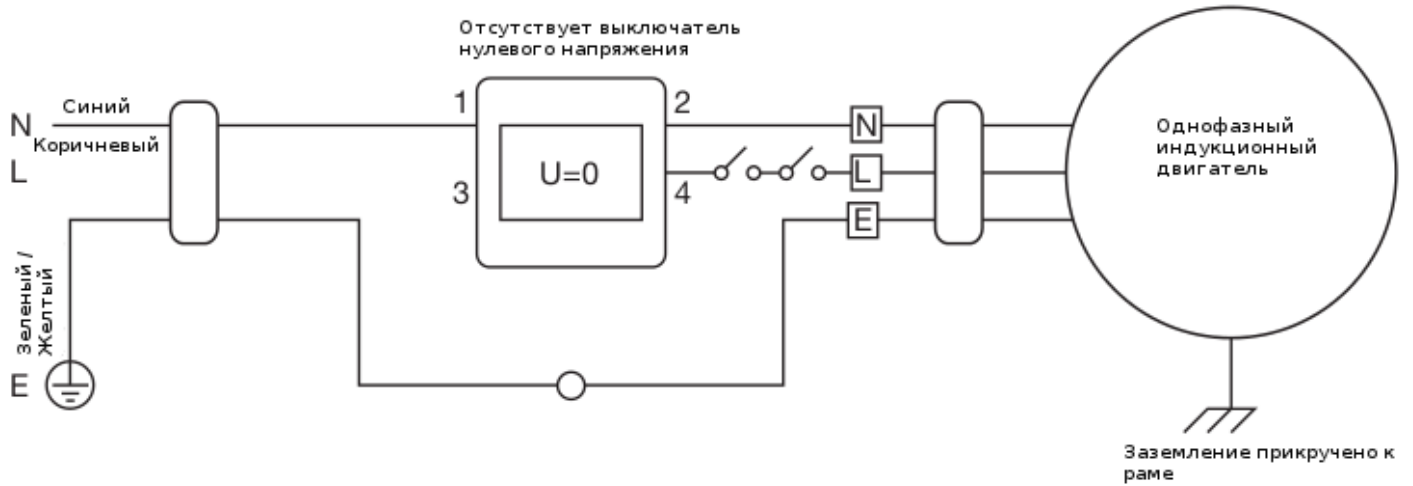 Отсутствует выключатель
нулевого напряжения
1
2
N
Синий
N
Коричневый
L
3
U=0
4
L
E
Зеленый /
Желтый
E
Однофазный
индукционный
двигатель
Заземление прикручено к
раме